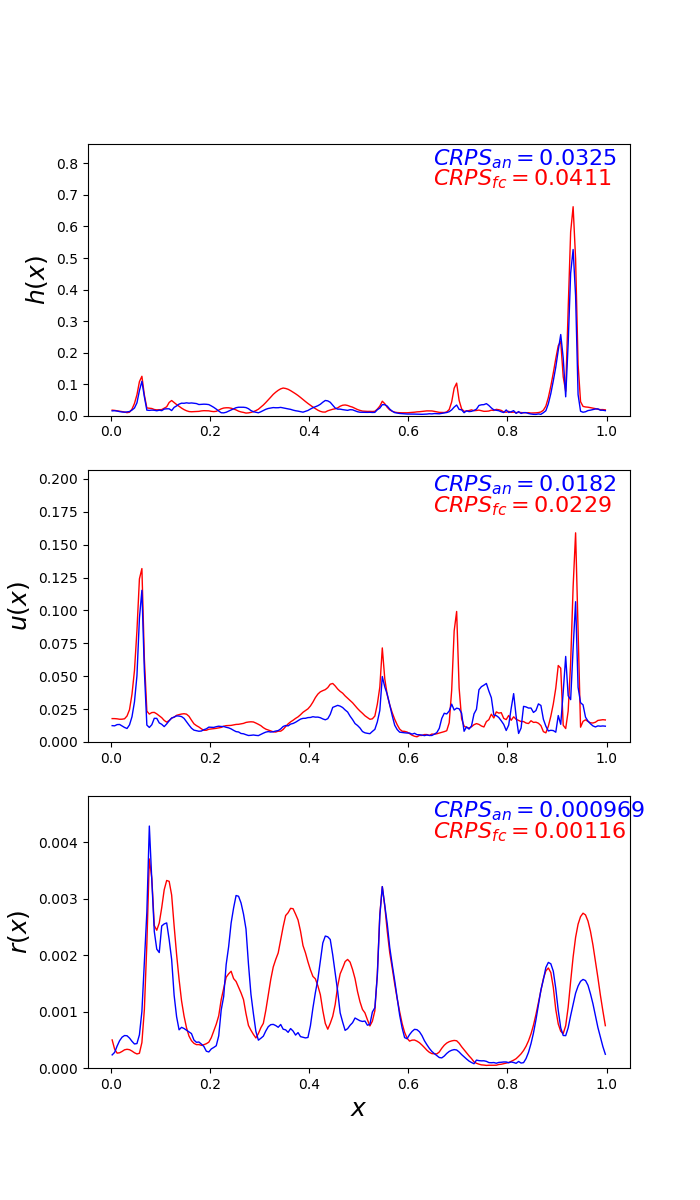 CRPS_an = 0.0325
CRPS_fc = 0.0411
0.8
0.7
0.6
0.5
0.4
0.3
0.2
0.1
0.0
h(x)
0.0 0.2 0.4 0.6 0.8 1.0
CRPS_an = 0.0182
CRPS_fc = 0.0229
0.200
0.175
0.150
0.125
0.100
0.075
0.050
0.025
0.000
u(x)
0.0 0.2 0.4 0.6 0.8 1.0
CRPS_an = 0.000969
CRPS_fc = 0.00116
0.004
0.003
0.002
0.001
0.000
r(x)
0.0 0.2 0.4 0.6 0.8 1.0
x